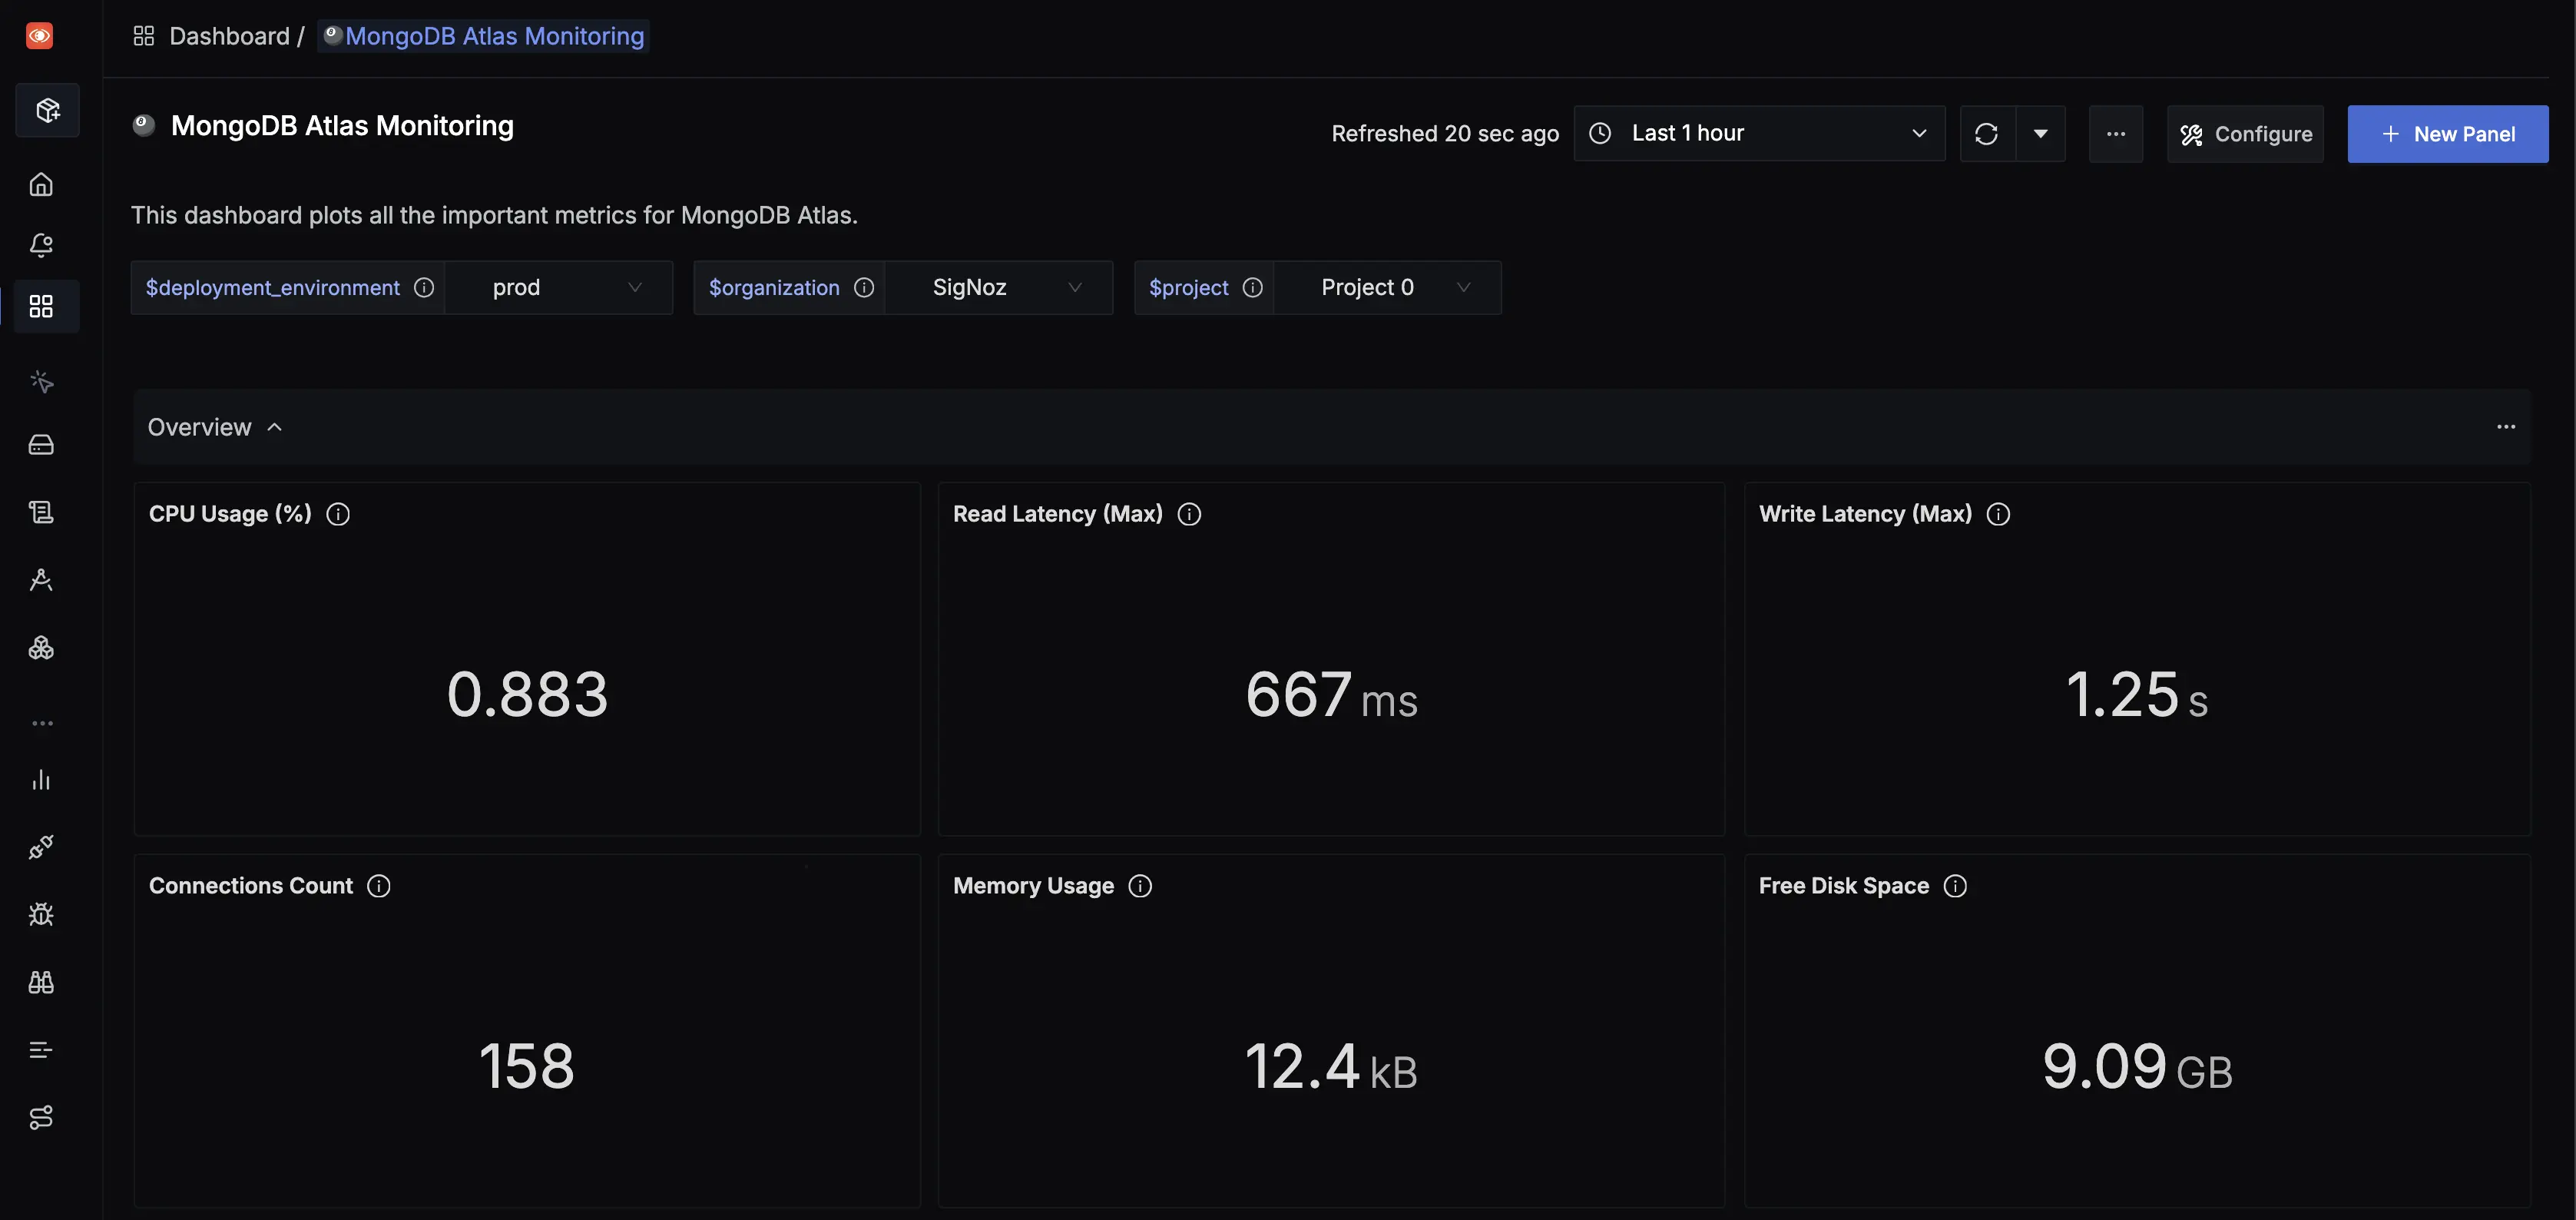 Dashboard / MongoDB Atlas Monitoring
MongoDB Atlas Monitoring
Refreshed 20 sec ago
Last 1 hour
Configure
+ New Panel
This dashboard plots all the important metrics for MongoDB Atlas.
$deployment_environment prod
$organization SigNoz
$project Project 0
Overview
CPU Usage (%)
0.883
Read Latency (Max)
667 ms
Write Latency (Max)
1.25 s
Connections Count
158
Memory Usage
12.4 kB
Free Disk Space
9.09 GB